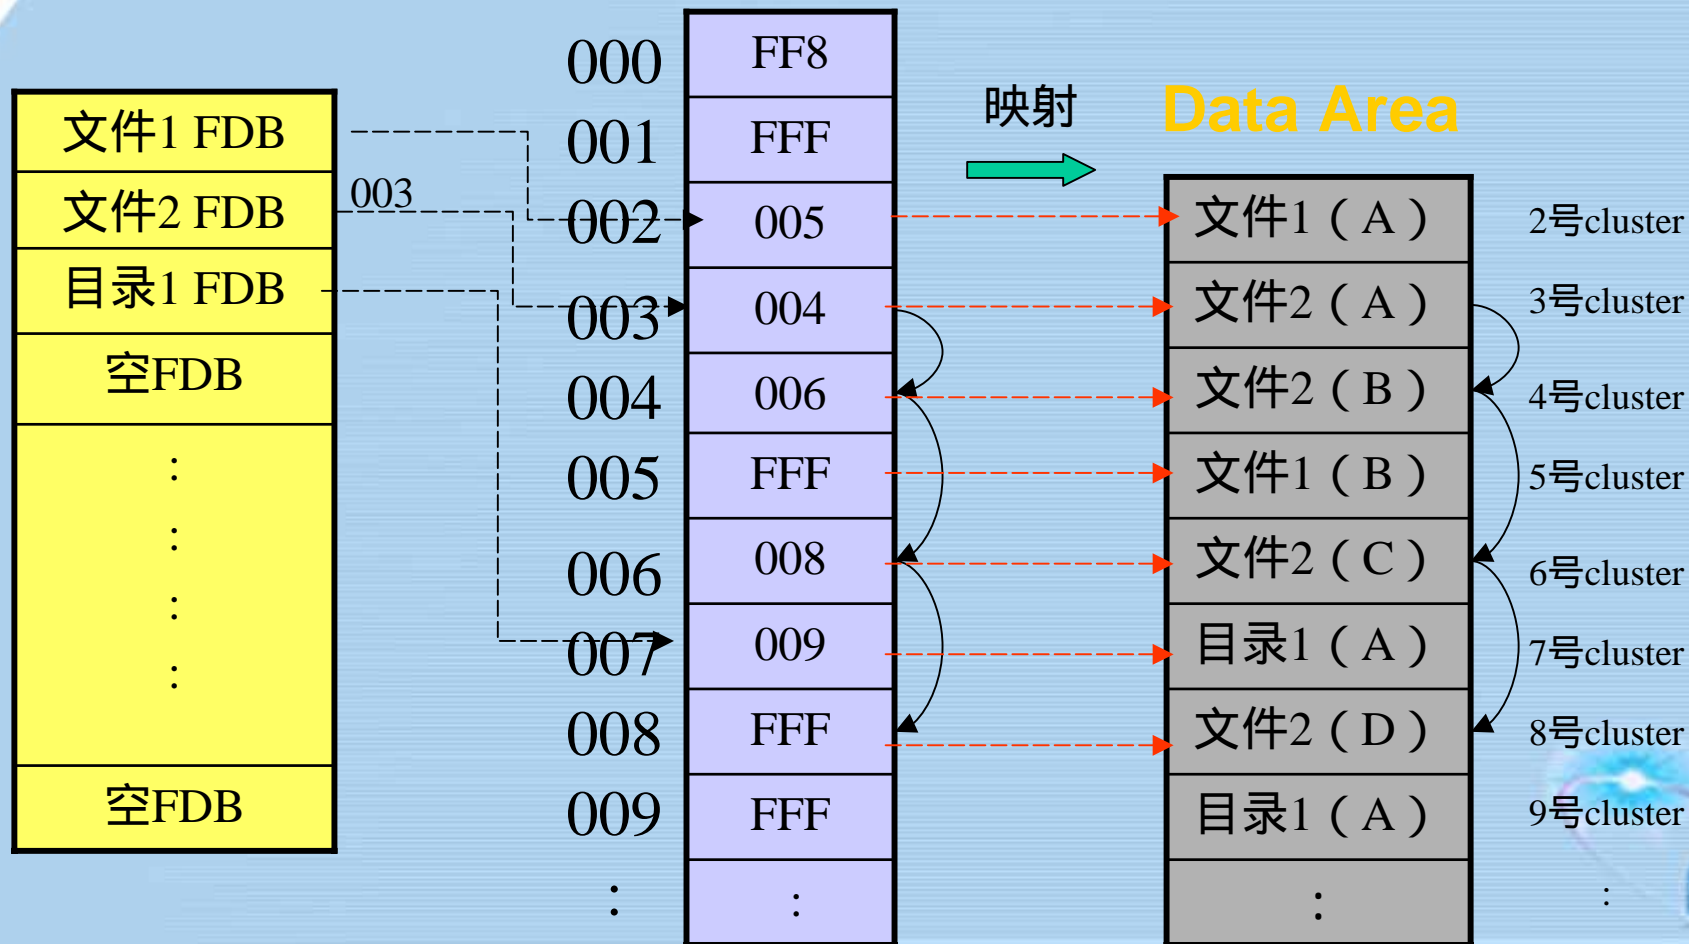 文件1 FDB
文件2 FDB
目录1 FDB
空FDB
:
:
:
:
空FDB
003
000
001
002
003
004
005
006
007
008
009
:
FF8
FFF
005
004
006
FFF
008
009
FFF
FFF
:
映射
Data Area
文件1（A）
文件2（A）
文件2（B）
文件1（B）
文件2（C）
目录1（A）
文件2（D）
目录1（A）
:
2号cluster
3号cluster
4号cluster
5号cluster
6号cluster
7号cluster
8号cluster
9号cluster
: